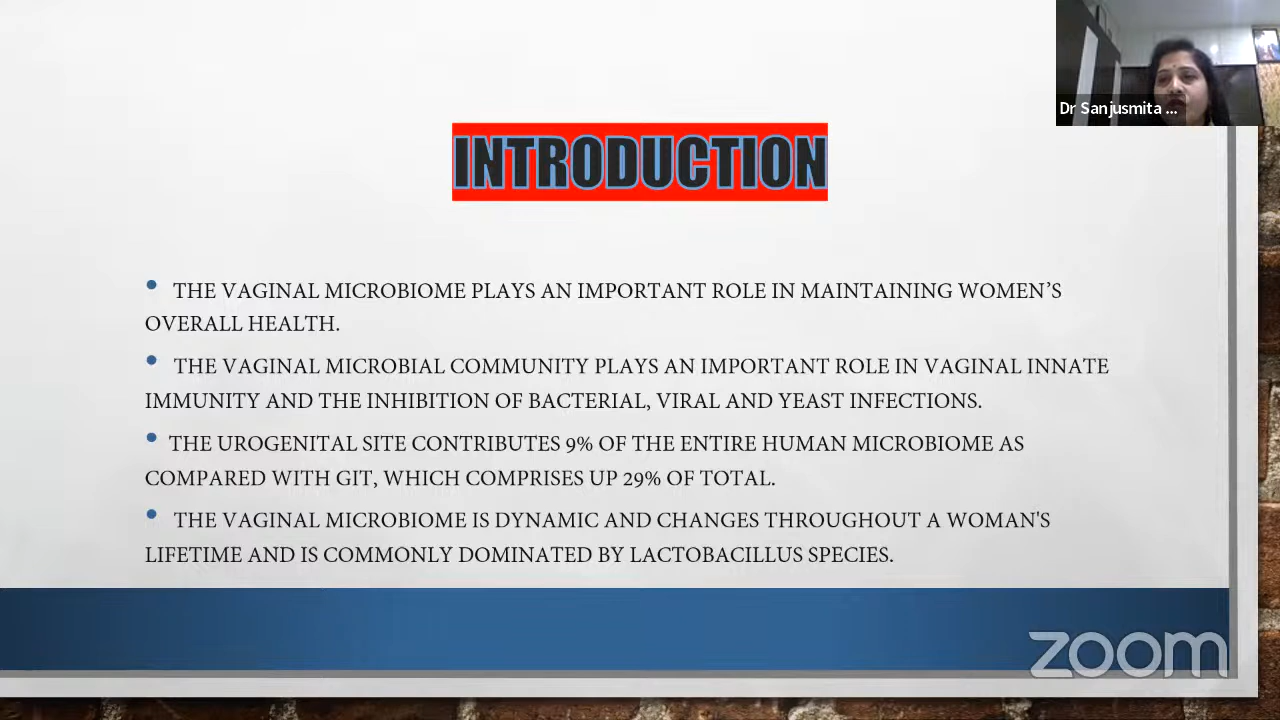 Dr Sanjusmita ...
INTRODUCTION
• THE VAGINAL MICROBIOME PLAYS AN IMPORTANT ROLE IN MAINTAINING WOMEN’S
OVERALL HEALTH.
• THE VAGINAL MICROBIAL COMMUNITY PLAYS AN IMPORTANT ROLE IN VAGINAL INNATE
IMMUNITY AND THE INHIBITION OF BACTERIAL, VIRAL AND YEAST INFECTIONS.
• THE UROGENITAL SITE CONTRIBUTES 9% OF THE ENTIRE HUMAN MICROBIOME AS
COMPARED WITH GIT, WHICH COMPRISES UP 29% OF TOTAL.
• THE VAGINAL MICROBIOME IS DYNAMIC AND CHANGES THROUGHOUT A WOMAN'S
LIFETIME AND IS COMMONLY DOMINATED BY LACTOBACILLUS SPECIES.
zoom